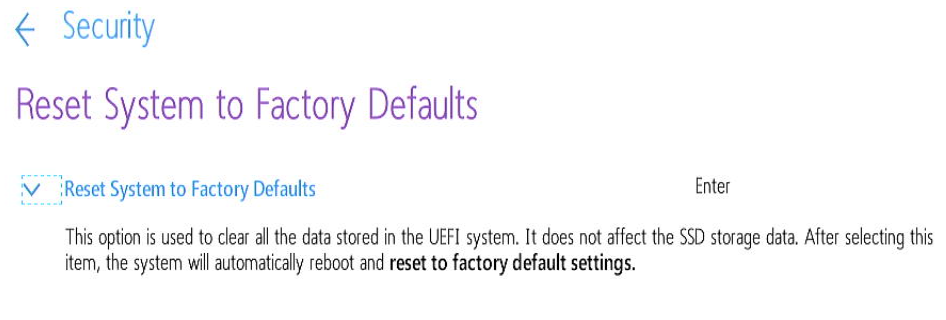 Security
Reset System to Factory Defaults
Reset System to Factory Defaults Enter
This option is used to clear all the data stored in the UEFI system. It does not affect the SSD storage data. After selecting this
item, the system will automatically reboot and reset to factory default settings.